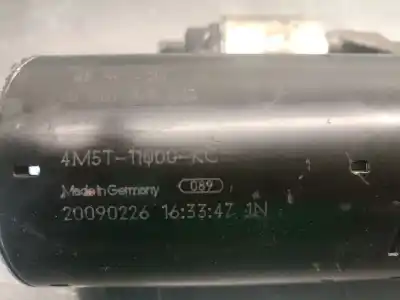 4M5T-11000-KC
Made in Germany 089
20090226 16:33:47 1N